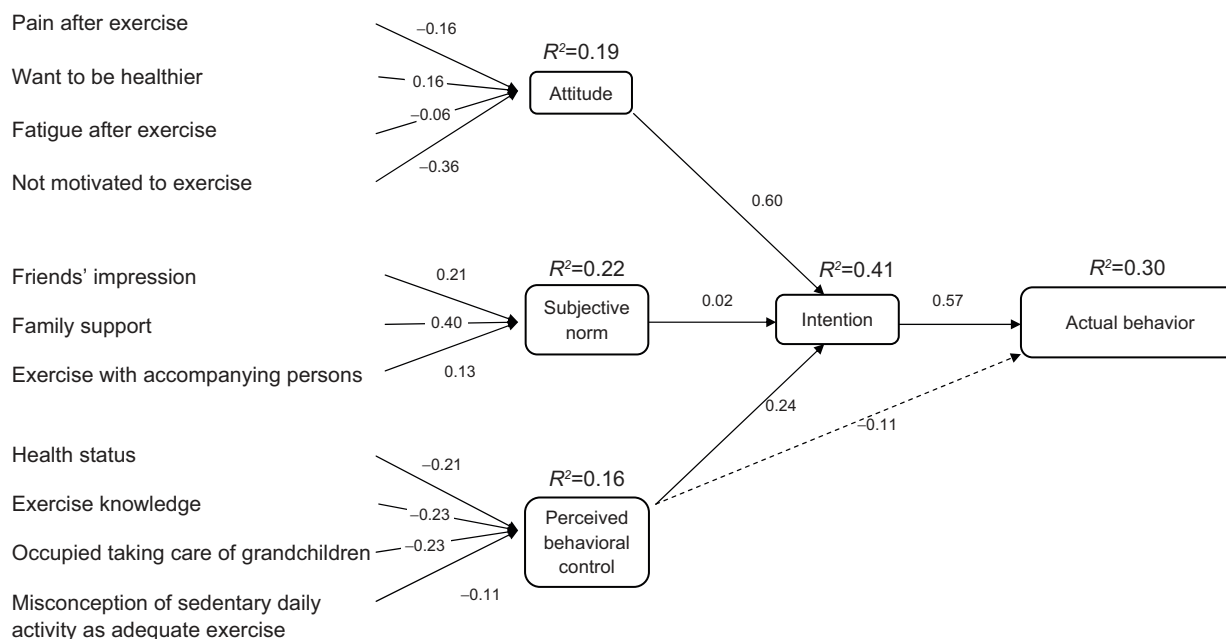 Pain after exercise
−0.16
R²=0.19
Want to be healthier
0.16
Attitude
Fatigue after exercise
−0.06
Not motivated to exercise
−0.36
0.60
Friends’ impression
0.21
R²=0.22
R²=0.41
R²=0.30
Family support
0.40
Subjective
norm
0.02
Intention
0.57
Actual behavior
Exercise with accompanying persons
0.13
0.24
−0.11
Health status
−0.21
R²=0.16
Exercise knowledge
−0.23
Perceived
behavioral
control
Occupied taking care of grandchildren
−0.23
Misconception of sedentary daily
activity as adequate exercise
−0.11